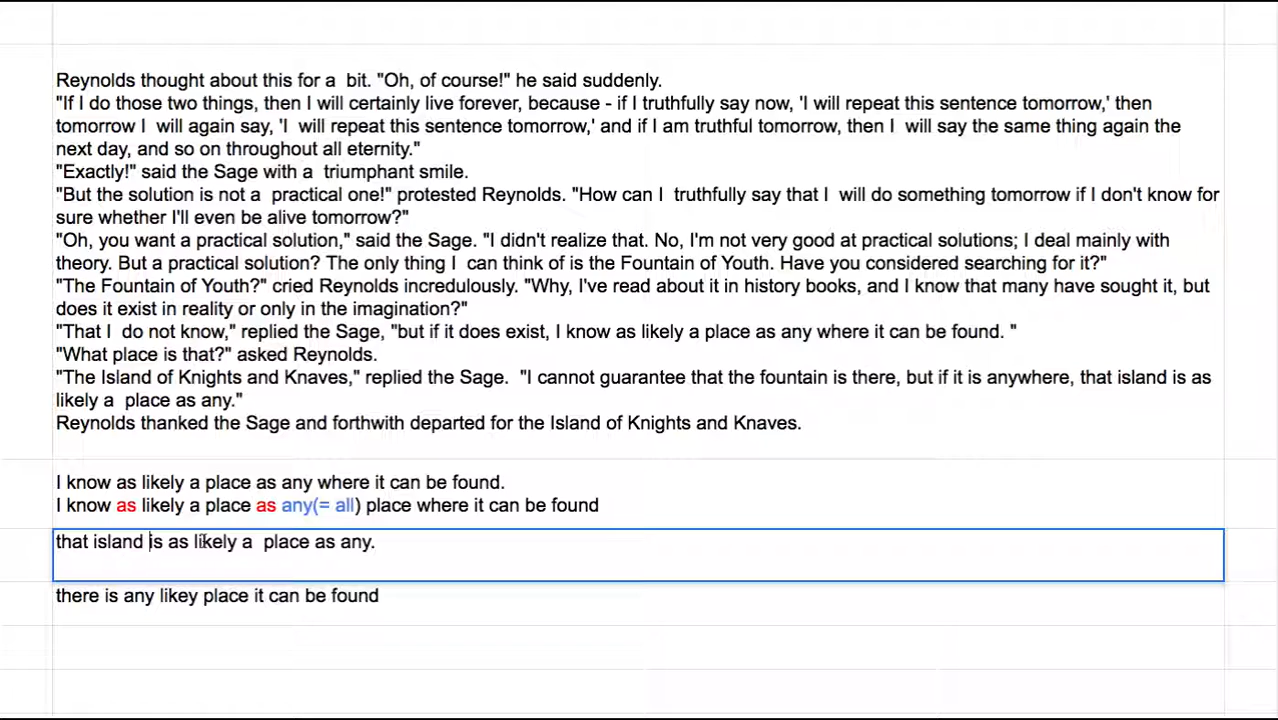 Reynolds thought about this for a  bit. "Oh, of course!" he said suddenly.
"If I do those two things, then I will certainly live forever, because - if I truthfully say now, 'I will repeat this sentence tomorrow,' then
tomorrow I  will again say, 'I  will repeat this sentence tomorrow,' and if I am truthful tomorrow, then I  will say the same thing again the
next day, and so on throughout all eternity."
"Exactly!" said the Sage with a  triumphant smile.
"But the solution is not a  practical one!" protested Reynolds. "How can I  truthfully say that I  will do something tomorrow if I don't know for
sure whether I'll even be alive tomorrow?"
"Oh, you want a practical solution," said the Sage. "I didn't realize that. No, I'm not very good at practical solutions; I deal mainly with
theory. But a practical solution? The only thing I  can think of is the Fountain of Youth. Have you considered searching for it?"
"The Fountain of Youth?" cried Reynolds incredulously. "Why, I've read about it in history books, and I know that many have sought it, but
does it exist in reality or only in the imagination?"
"That I  do not know," replied the Sage, "but if it does exist, I know as likely a place as any where it can be found. "
"What place is that?" asked Reynolds.
"The Island of Knights and Knaves," replied the Sage.  "I cannot guarantee that the fountain is there, but if it is anywhere, that island is as
likely a  place as any."
Reynolds thanked the Sage and forthwith departed for the Island of Knights and Knaves.
I know as likely a place as any where it can be found.
I know as likely a place as any(= all) place where it can be found
that island is as likely a  place as any.
there is any likey place it can be found